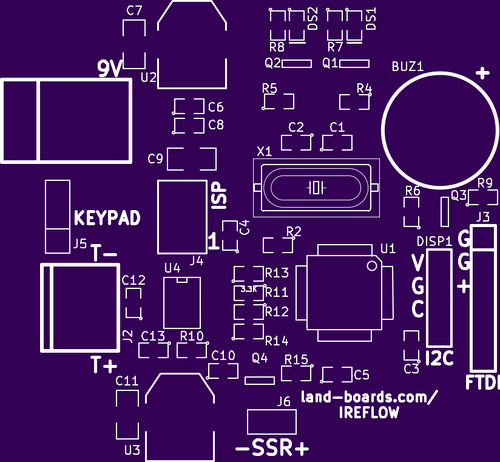 C7
DS2
DS1
R8
R7
9V
U2
Q2
Q1
BUZ1
+
R5
R4
C6
C8
C2
C1
C9
X1
ISP
R6
R9
Q3
J3
KEYPAD
J5
1
C4
R2
U1
DISP1
G
T-
J4
V
G
G
+
C
U4
R13
C12
3.3K
R11
R12
J2
C13
R10
R14
C3
I2C
T+
C10
Q4
R15
C5
FTDI
C11
J6
land-boards.com/
IREFLOW
U3
-SSR+